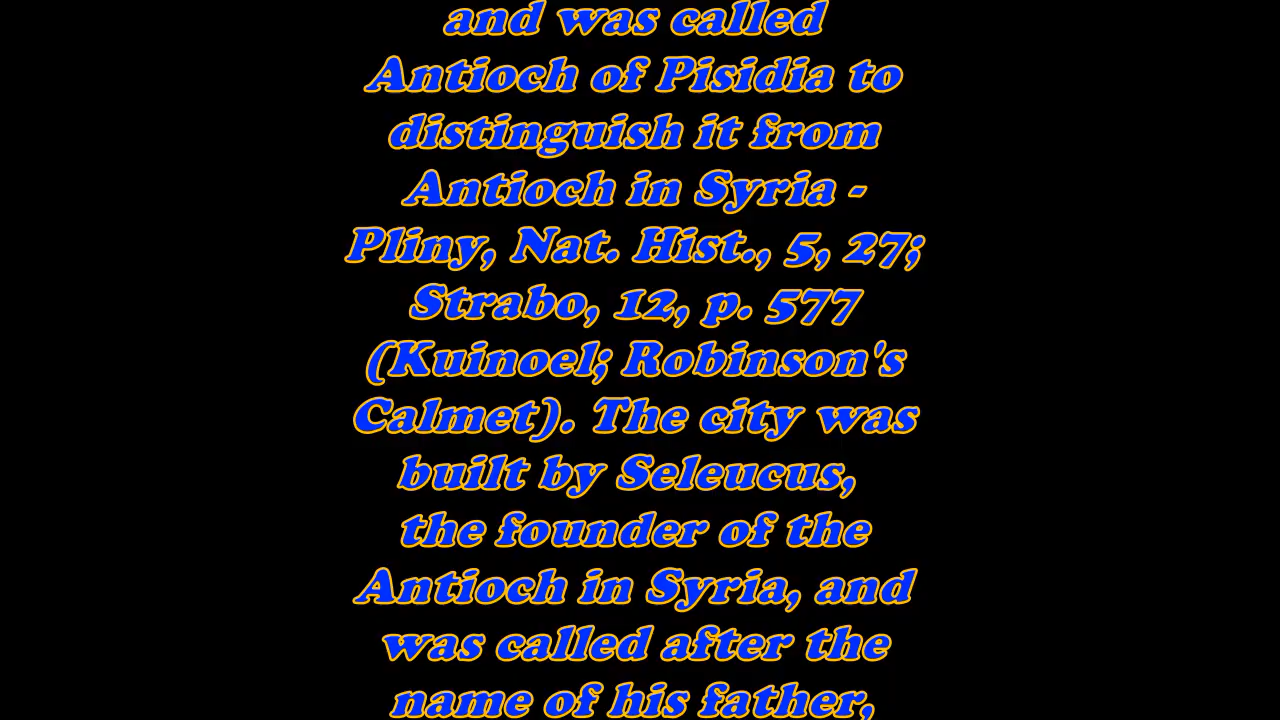 and was called
Antioch of Pisidia to
distinguish it from
Antioch in Syria -
Pliny, Nat. Hist., 5, 27;
Strabo, 12, p. 577
(Kuinoel; Robinson's
Calmet). The city was
built by Seleucus,
the founder of the
Antioch in Syria, and
was called after the
name of his father,